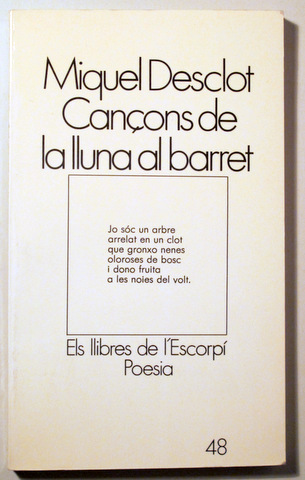 Miquel Desclot
Cançons de
la lluna al barret
Jo sóc un arbre
arrelat en un clot
que gronxo nenes
oloroses de bosc
i dono fruita
a les noies del volt.
Els llibres de l'Escorpí
Poesia
48